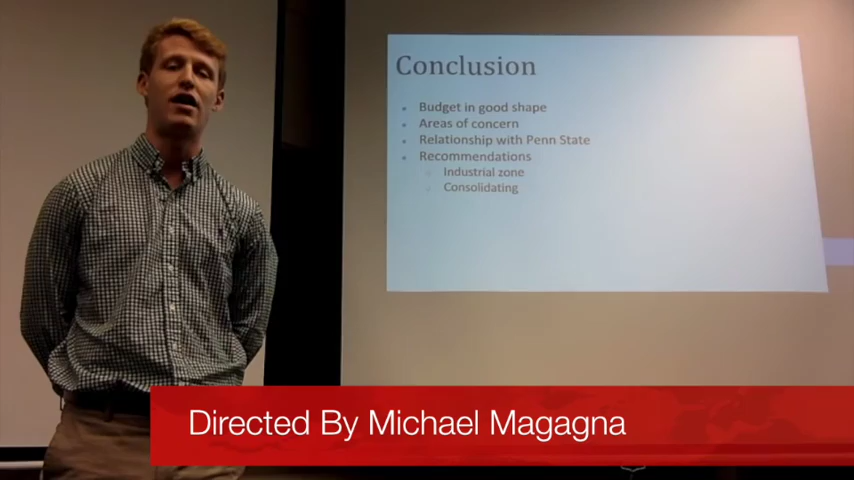 Conclusion
Budget in good shape
Areas of concern
Relationship with Penn State
Recommendations
Industrial zone
Consolidating
Directed By Michael Magagna